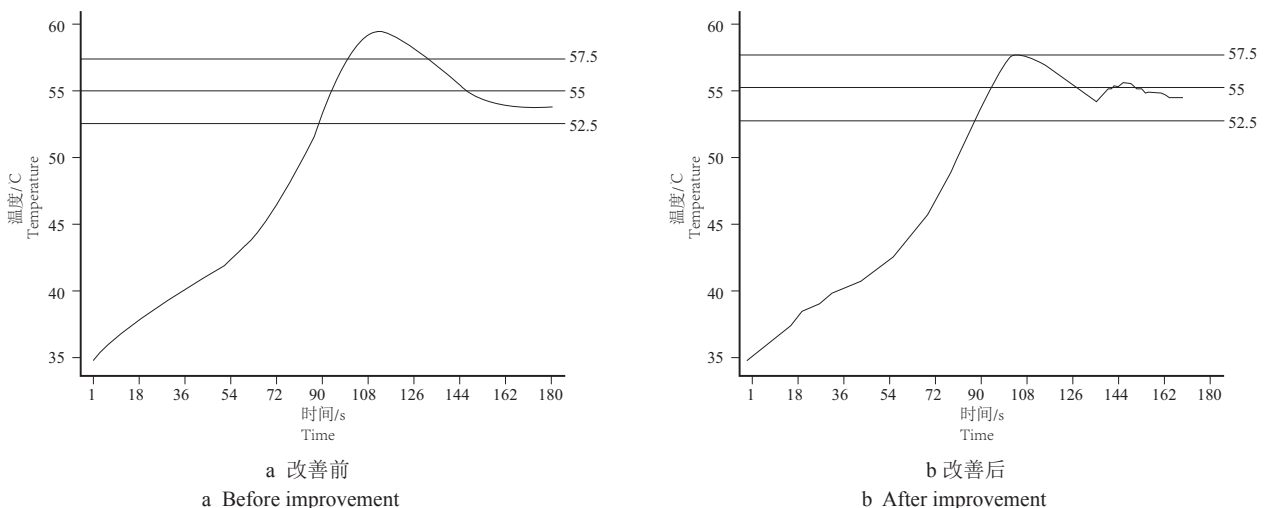 60
55
50
45
40
35
温度/℃
Temperature
57.5
55
52.5
1 18 36 54 72 90 108 126 144 162 180
时间/s
Time
a 改善前
a Before improvement
60
55
50
45
40
35
温度/℃
Temperature
57.5
55
52.5
1 18 36 54 72 90 108 126 144 162 180
时间/s
Time
b 改善后
b After improvement